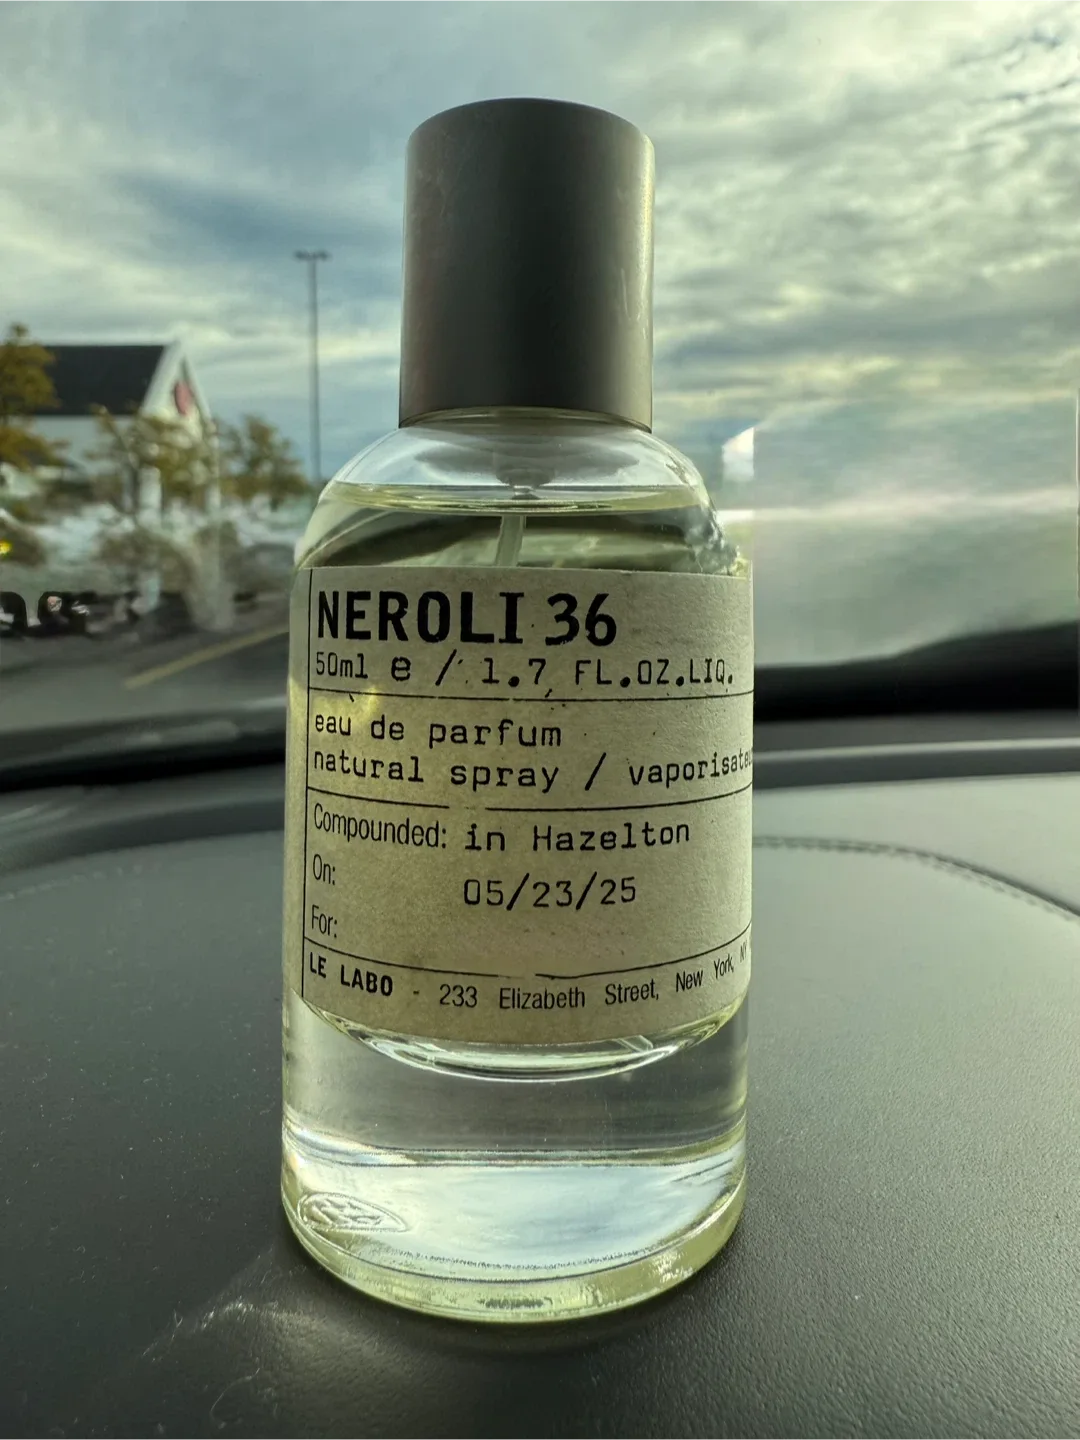 NEROLI 36
50ml e / 1.7 FL.OZ.LIQ.
eau de parfum
natural spray /
Compounded: in Hazelton
On: 05/23/25
For:
LE LABO - 233 Elizabeth Street, New York, NY